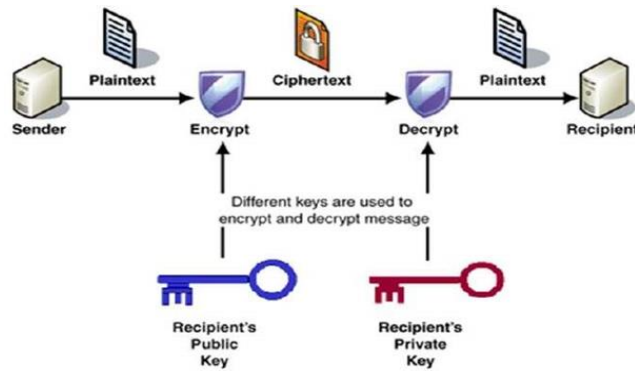 Plaintext
Ciphertext
Plaintext
Sender
Encrypt
Decrypt
Recipient
Different keys are used to
encrypt and decrypt message
Recipient's
Public
Key
Recipient's
Private
Key